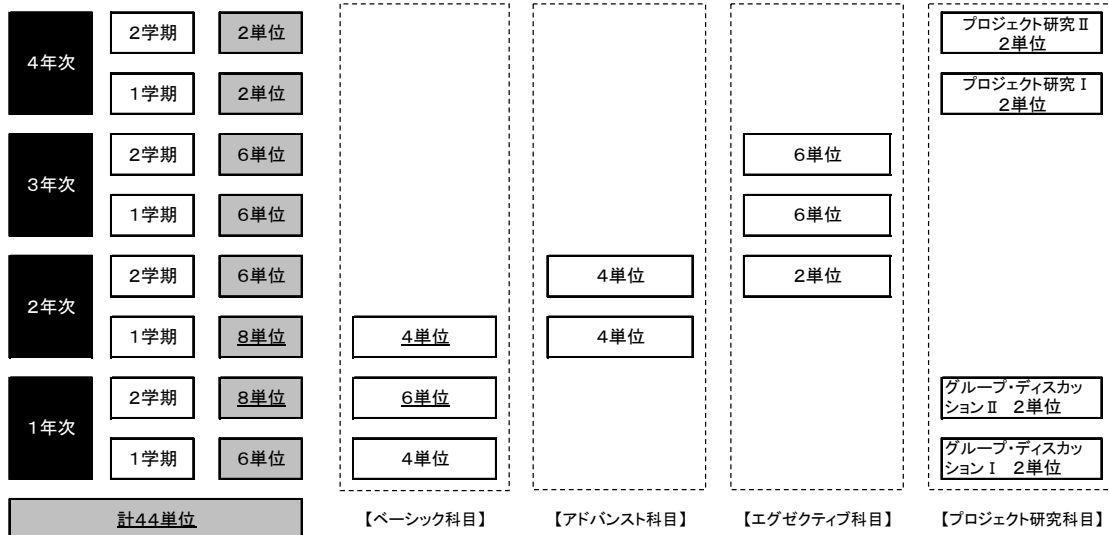 4年次
2学期
2単位
プロジェクト研究Ⅱ
2単位
1学期
2単位
プロジェクト研究Ⅰ
2単位
3年次
2学期
6単位
6単位
1学期
6単位
6単位
2年次
2学期
6単位
4単位
2単位
1学期
8単位
4単位
4単位
1年次
2学期
8単位
6単位
グループ・ディスカッ
ションⅡ 2単位
1学期
6単位
4単位
グループ・ディスカッ
ションⅠ 2単位
計44単位
【ベーシック科目】
【アドバンスト科目】
【エグゼクティブ科目】
【プロジェクト研究科目】